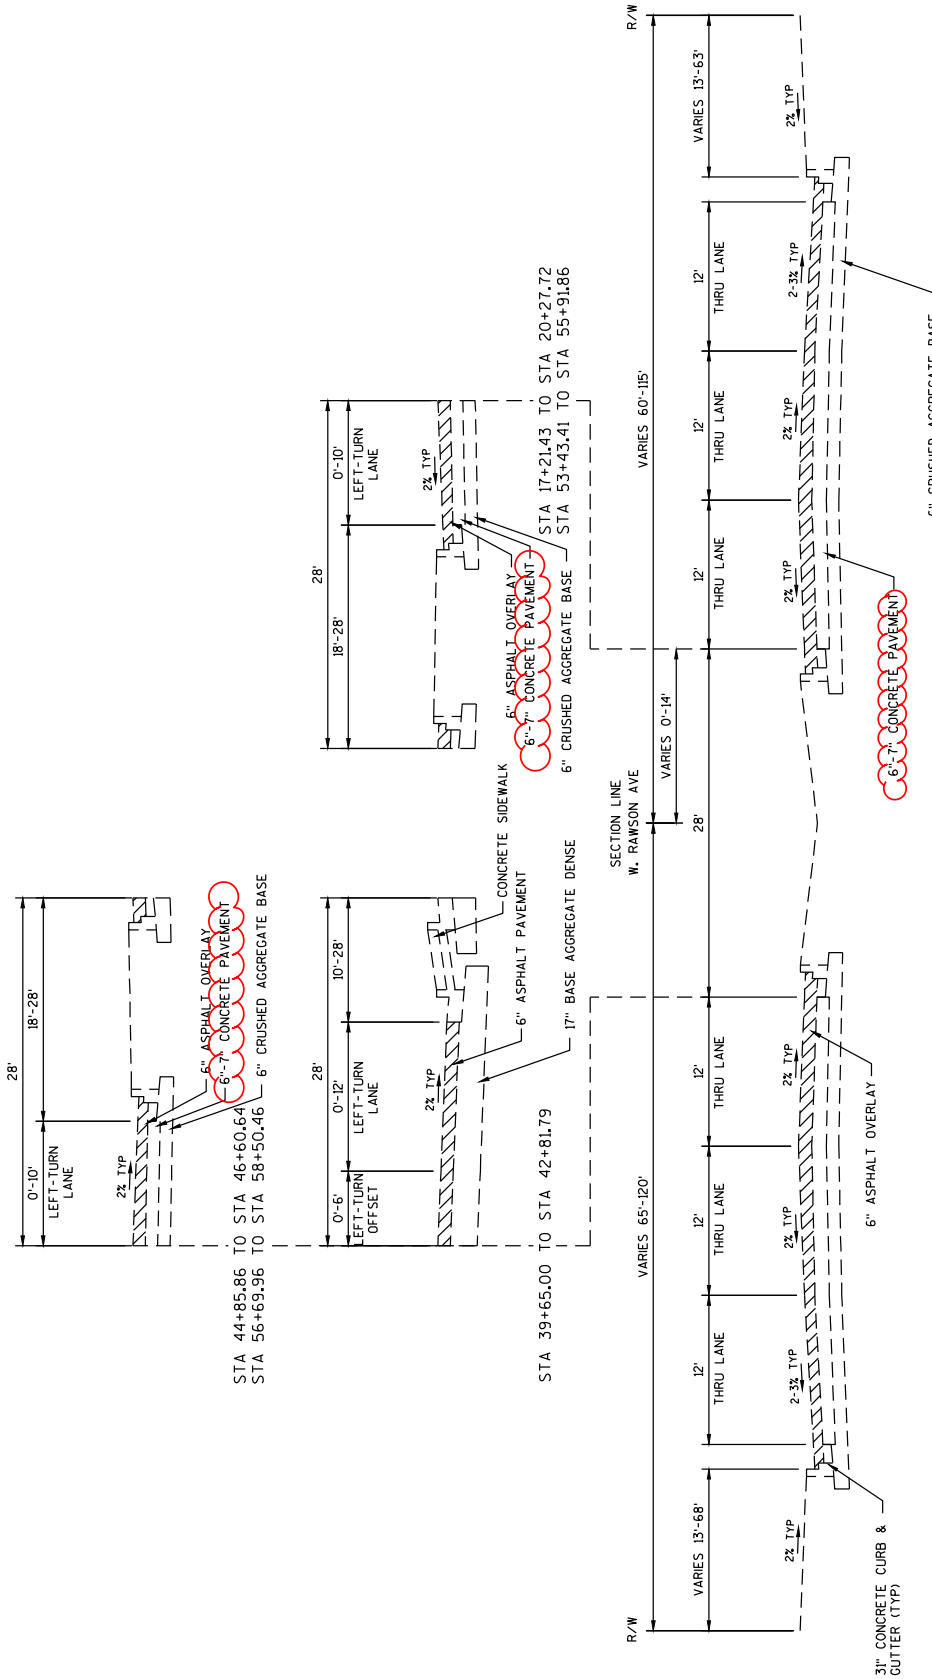 28'
0'-10'
18'-28'
LEFT-TURN
LANE
2% TYP
6" ASPHALT OVERLAY
6"-7" CONCRETE PAVEMENT
6" CRUSHED AGGREGATE BASE
STA 44+85.86 TO STA 46+60.64
STA 56+69.96 TO STA 58+50.46
28'
0'-6'
0'-12'
10'-28'
LEFT-TURN
OFFSET
LEFT-TURN
LANE
2% TYP
CONCRETE SIDEWALK
6" ASPHALT PAVEMENT
17" BASE AGGREGATE DENSE
STA 39+65.00 TO STA 42+81.79
28'
18'-28'
0'-10'
LEFT-TURN
LANE
2% TYP
6" ASPHALT OVERLAY
6"-7" CONCRETE PAVEMENT
6" CRUSHED AGGREGATE BASE
STA 17+21.43 TO STA 20+27.72
STA 53+43.41 TO STA 55+91.86
R/W
SECTION LINE
W. RAWSON AVE
R/W
VARIES 65'-120'
VARIES 60'-115'
VARIES 0'-14'
VARIES 13'-68'
12'
THRU LANE
12'
THRU LANE
12'
THRU LANE
28'
12'
THRU LANE
12'
THRU LANE
12'
THRU LANE
VARIES 13'-63'
2% TYP
2-3% TYP
2% TYP
2% TYP
2% TYP
2% TYP
2-3% TYP
2% TYP
31" CONCRETE CURB &
GUTTER (TYP)
6" ASPHALT OVERLAY
6"-7" CONCRETE PAVEMENT
6" CRUSHED AGGREGATE BASE